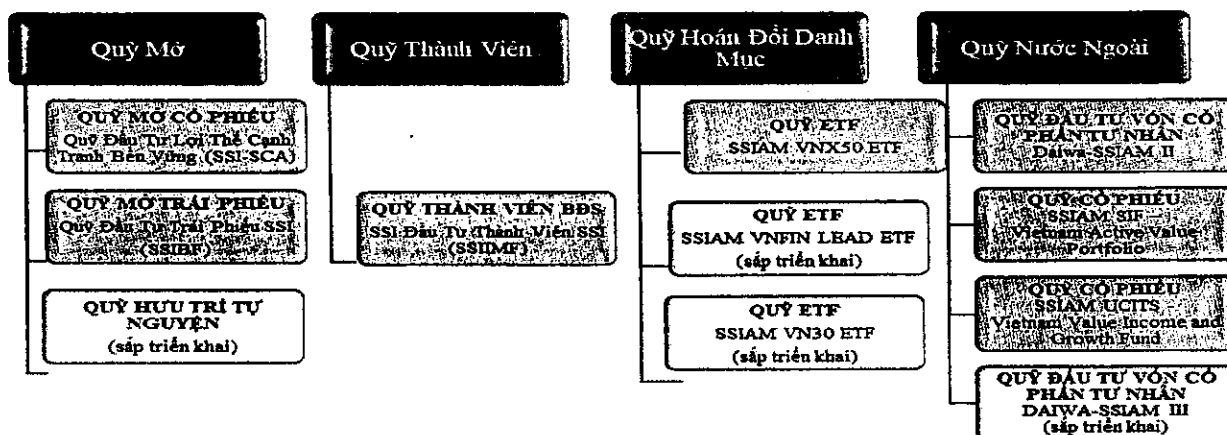 Quỹ Mở
QUỸ MỞ CỔ PHIẾU
Quỹ Đầu Tư Lợi Thế Cạnh
Tranh Bền Vững (SSI-SCA)
QUỸ MỞ TRÁI PHIẾU
Quỹ Đầu Tư Trái Phiếu SSI
(SSIBF)
QUỸ HƯU TRÍ TỰ
NGUYỆN
(sắp triển khai)
Quỹ Thành Viên
QUỸ THÀNH VIÊN BĐS
SSI Đầu Tư Thành Viên SSI
(SSIIMF)
Quỹ Hoán Đổi Danh
Mục
QUỸ ETF
SSIAM VNX50 ETF
QUỸ ETF
SSIAM VNFIN LEAD ETF
(sắp triển khai)
QUỸ ETF
SSIAM VN30 ETF
(sắp triển khai)
Quỹ Nước Ngoài
QUỸ ĐẦU TƯ VỐN CỔ
PHẦN TƯ NHÂN
Daiwa-SSIAM II
QUỸ CỔ PHIẾU
SSIAM SIF –
Vietnam Active Value
Portfolio
QUỸ CỔ PHIẾU
SSIAM UCITS –
Vietnam Value Income and
Growth Fund
QUỸ ĐẦU TƯ VỐN CỔ
PHẦN TƯ NHÂN
DAIWA-SSIAM III
(sắp triển khai)